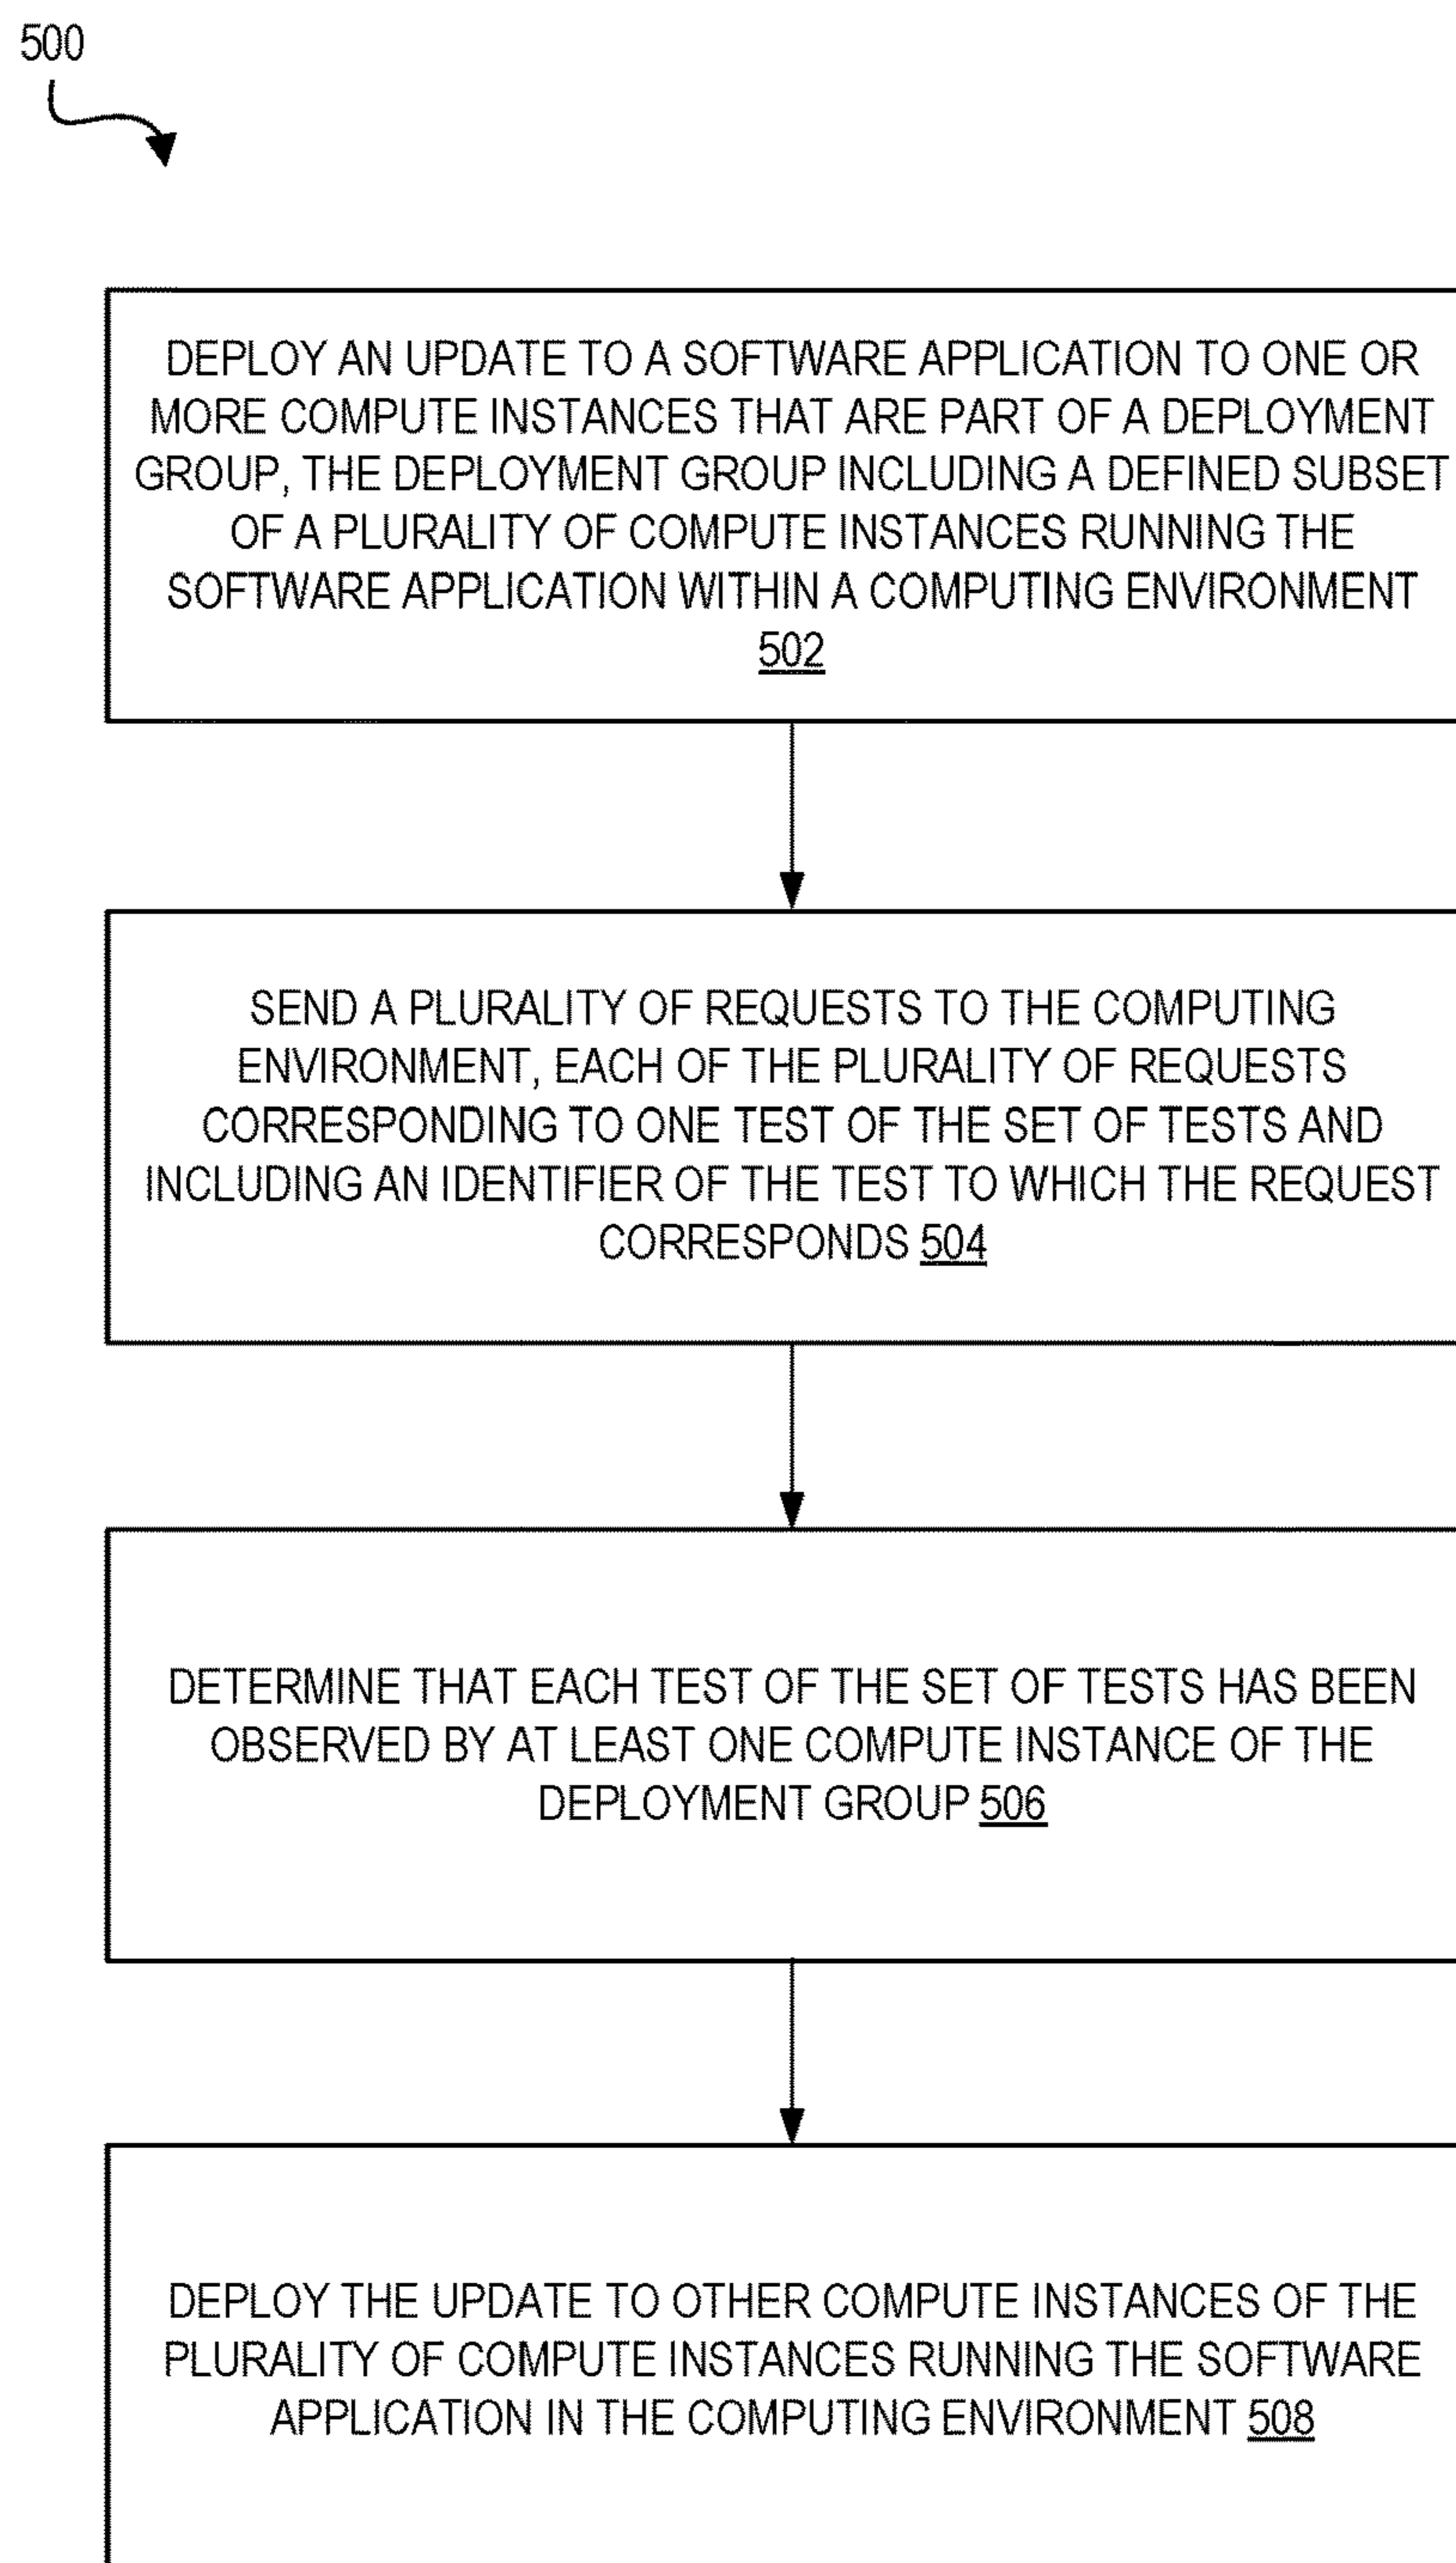 500
DEPLOY AN UPDATE TO A SOFTWARE APPLICATION TO ONE OR
MORE COMPUTE INSTANCES THAT ARE PART OF A DEPLOYMENT
GROUP, THE DEPLOYMENT GROUP INCLUDING A DEFINED SUBSET
OF A PLURALITY OF COMPUTE INSTANCES RUNNING THE
SOFTWARE APPLICATION WITHIN A COMPUTING ENVIRONMENT
502
SEND A PLURALITY OF REQUESTS TO THE COMPUTING
ENVIRONMENT, EACH OF THE PLURALITY OF REQUESTS
CORRESPONDING TO ONE TEST OF THE SET OF TESTS AND
INCLUDING AN IDENTIFIER OF THE TEST TO WHICH THE REQUEST
CORRESPONDS 504
DETERMINE THAT EACH TEST OF THE SET OF TESTS HAS BEEN
OBSERVED BY AT LEAST ONE COMPUTE INSTANCE OF THE
DEPLOYMENT GROUP 506
DEPLOY THE UPDATE TO OTHER COMPUTE INSTANCES OF THE
PLURALITY OF COMPUTE INSTANCES RUNNING THE SOFTWARE
APPLICATION IN THE COMPUTING ENVIRONMENT 508